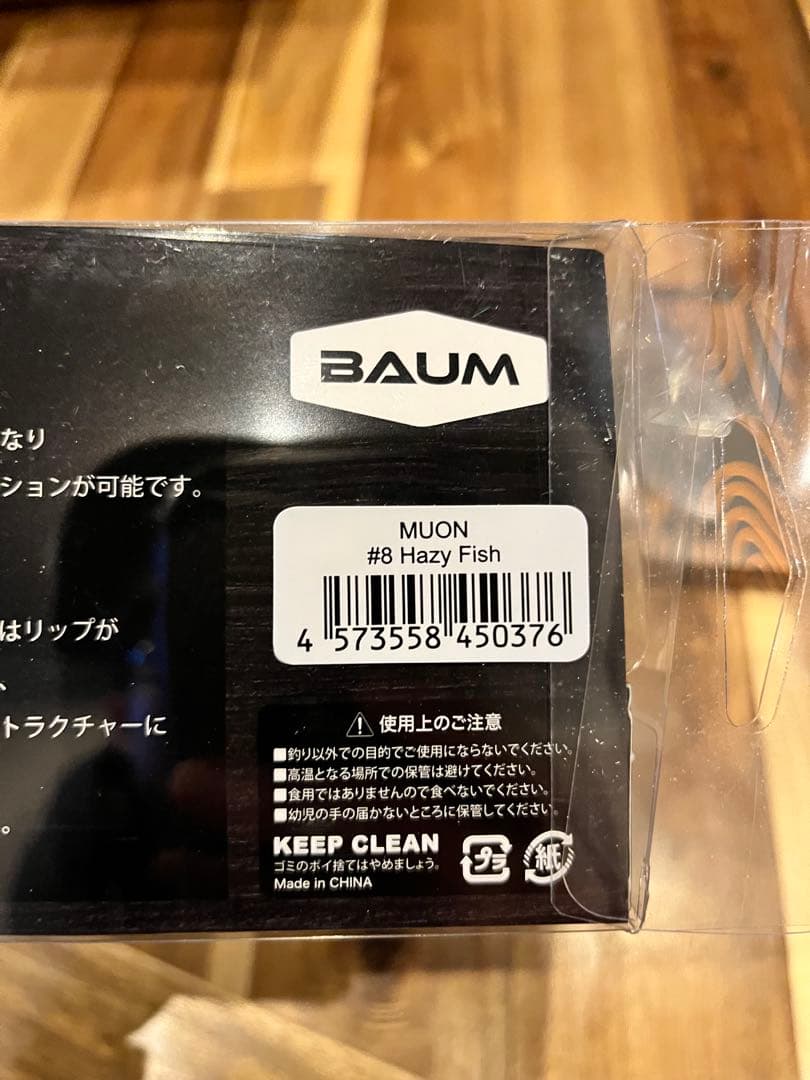 BAUM
なり
ションが可能です。
はリップが
、
トラクチャーに
。
MUON
#8 Hazy Fish
4 573558 450376
使用上のご注意
■釣り以外での目的でご使用にならないでください。
■高温となる場所での保管は避けてください。
■食用ではありませんので食べないでください。
■幼児の手の届かないところに保管してください。
KEEP CLEAN
ゴミのポイ捨てはやめましょう。
Made in CHINA
プラ
紙